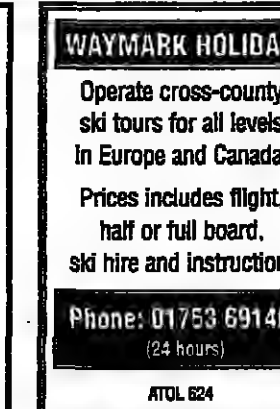 WAYMARK HOLIDA
Operate cross-county
ski tours for all levels
in Europe and Canada
Prices includes flight,
half or full board,
ski hire and instruction
Phone: 01753 69148
(24 hours)
ATOL 624